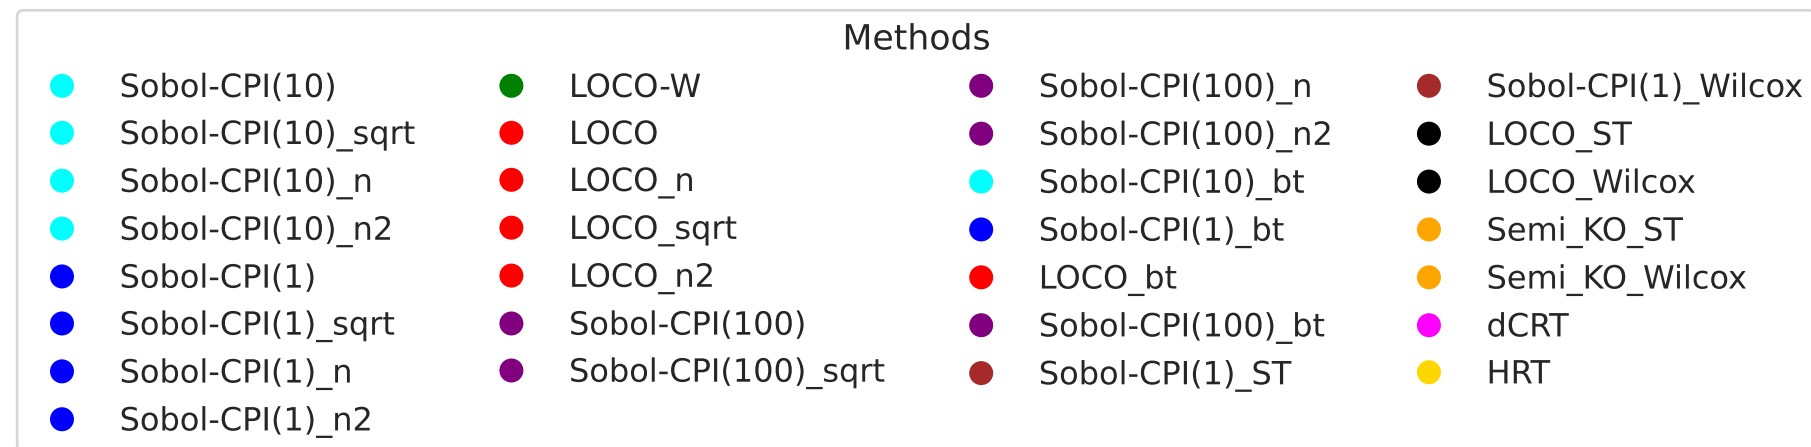 Methods
Sobol-CPI(10)
Sobol-CPI(10)_sqrt
Sobol-CPI(10)_n
Sobol-CPI(10)_n2
Sobol-CPI(1)
Sobol-CPI(1)_sqrt
Sobol-CPI(1)_n
Sobol-CPI(1)_n2
LOCO-W
LOCO
LOCO_n
LOCO_sqrt
LOCO_n2
Sobol-CPI(100)
Sobol-CPI(100)_sqrt
Sobol-CPI(100)_n
Sobol-CPI(100)_n2
Sobol-CPI(10)_bt
Sobol-CPI(1)_bt
LOCO_bt
Sobol-CPI(100)_bt
Sobol-CPI(1)_ST
Sobol-CPI(1)_Wilcox
LOCO_ST
LOCO_Wilcox
Semi_KO_ST
Semi_KO_Wilcox
dCRT
HRT